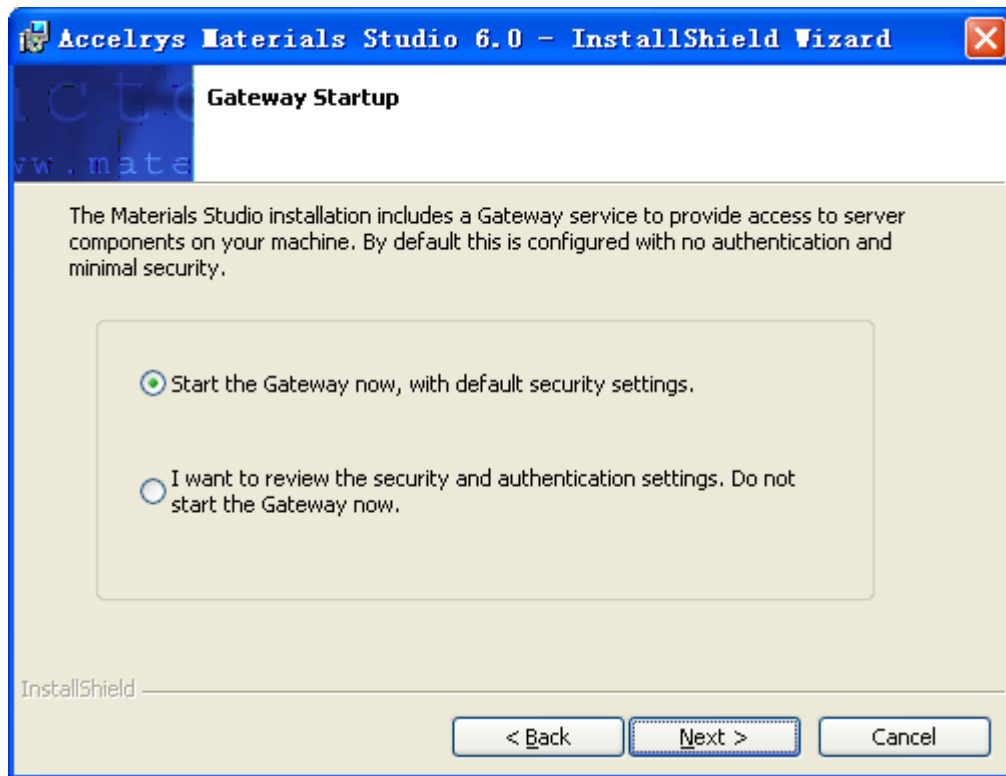 Accelrys Materials Studio 6.0 - InstallShield Wizard
Gateway Startup
www.mate
The Materials Studio installation includes a Gateway service to provide access to server
components on your machine. By default this is configured with no authentication and
minimal security.
Start the Gateway now, with default security settings.
I want to review the security and authentication settings. Do not
start the Gateway now.
InstallShield
< Back
Next >
Cancel